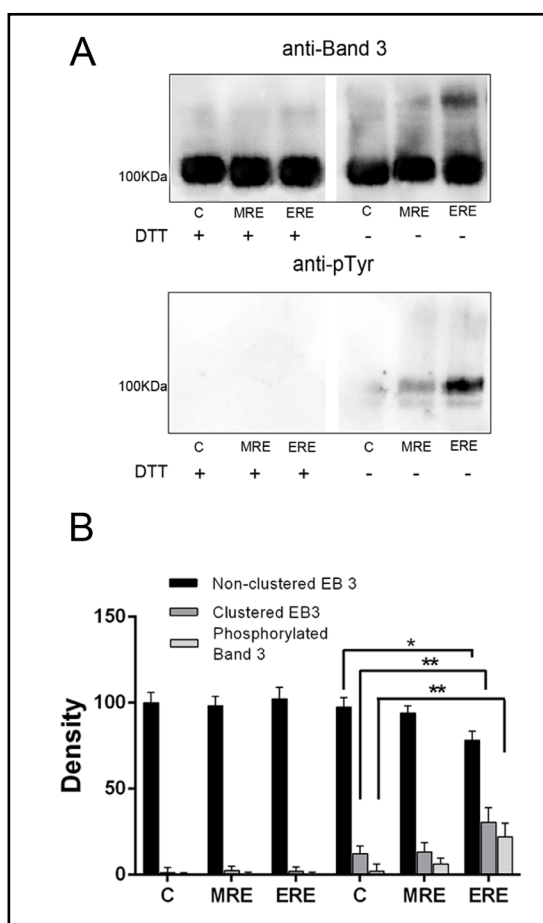 A
anti-Band 3
100KDa
C MRE ERE C MRE ERE
DTT + + + - - -
anti-pTyr
100KDa
C MRE ERE C MRE ERE
DTT + + + - - -
B
Non-clustered EB 3
Clustered EB3
Phosphorylated
Band 3
150
* 
**
**
100
Density
50
0
C MRE ERE C MRE ERE